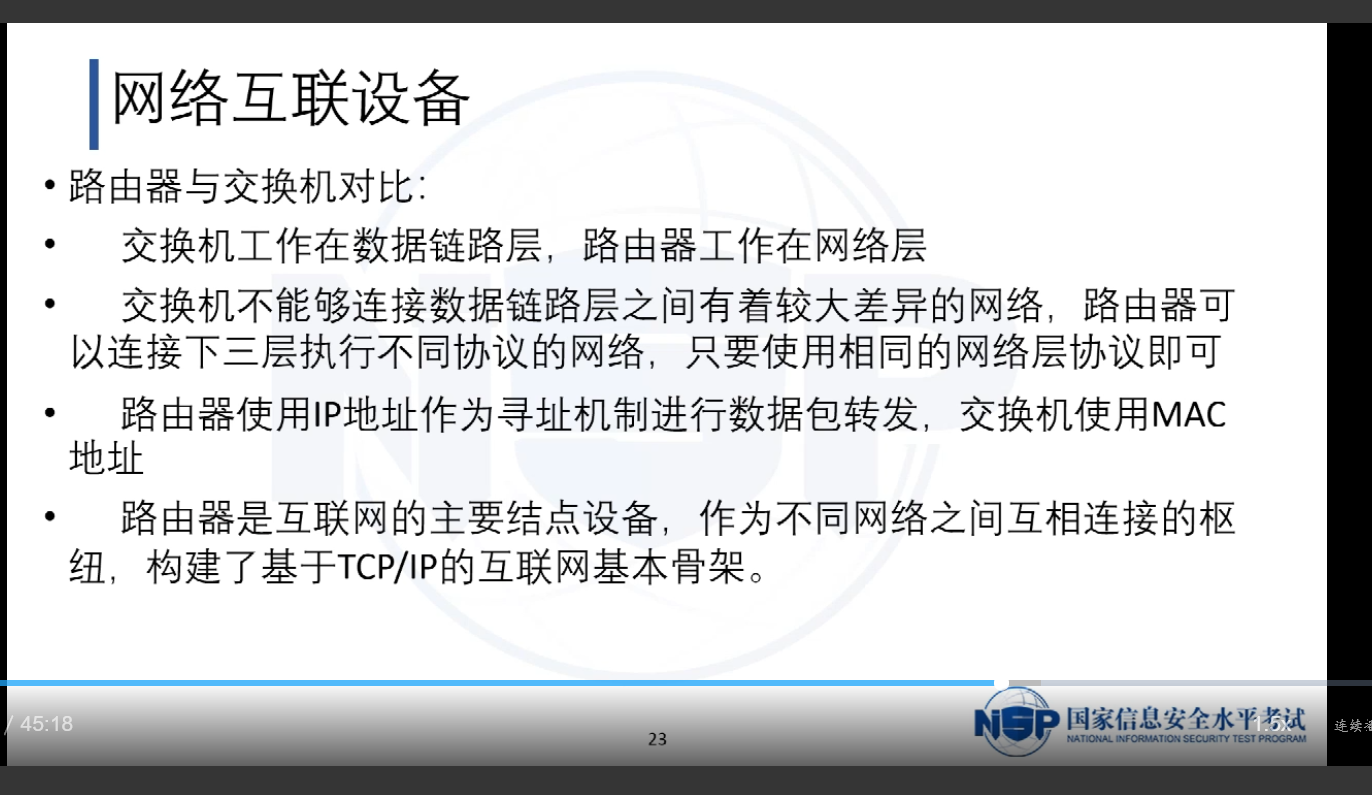 网络互联设备
• 路由器与交换机对比：
• 交换机工作在数据链路层，路由器工作在网络层
• 交换机不能够连接数据链路层之间有着较大差异的网络，路由器可
以连接下三层执行不同协议的网络，只要使用相同的网络层协议即可
• 路由器使用IP地址作为寻址机制进行数据包转发，交换机使用MAC
地址
• 路由器是互联网的主要结点设备，作为不同网络之间互相连接的枢
纽，构建了基于TCP/IP的互联网基本骨架。
/ 45:18
23
NISP 国家信息安全水平考试
NATIONAL INFORMATION SECURITY TEST PROGRAM
1.5x
连续